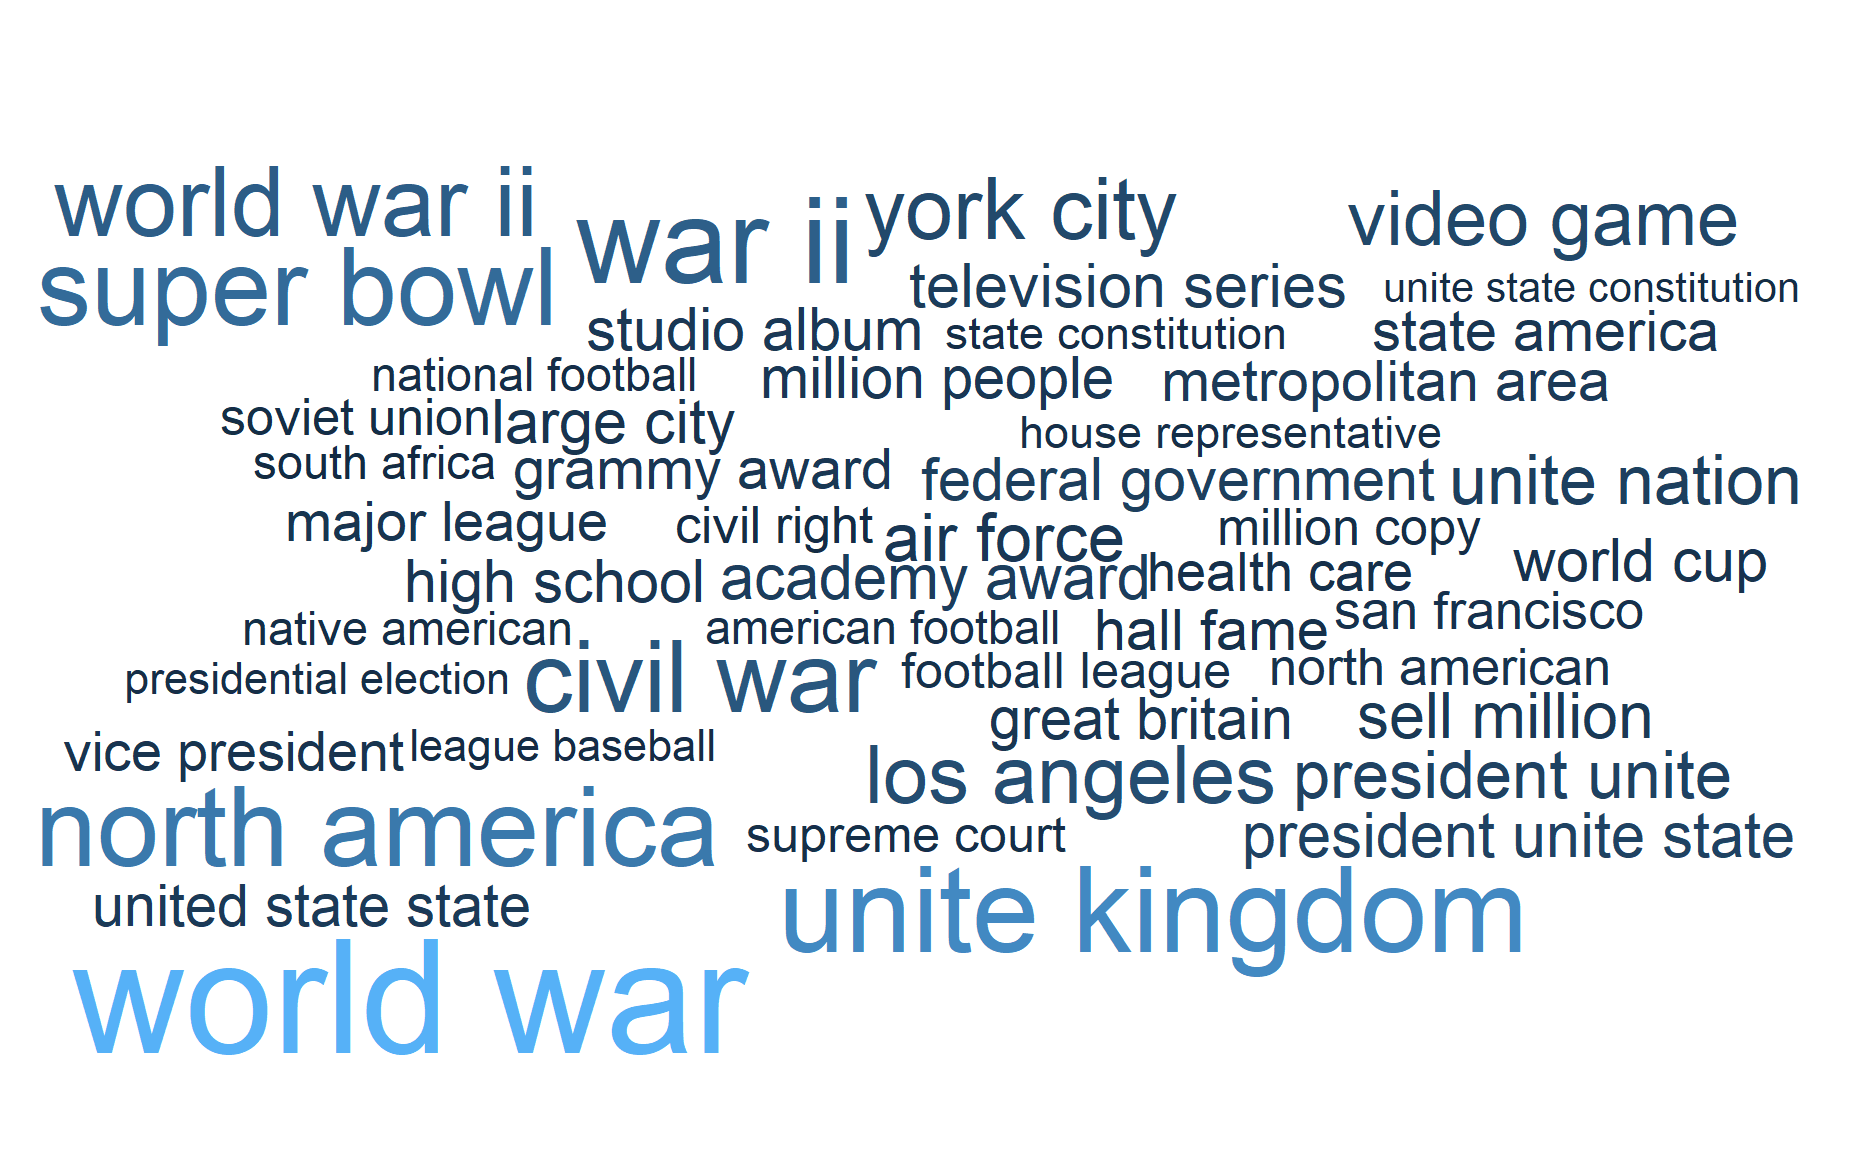 world war ii
war ii
york city
video game
super bowl
television series
unite state constitution
studio album
state constitution
state america
national football
million people
metropolitan area
soviet union
large city
house representative
south africa
grammy award
federal government
unite nation
major league
civil right
air force
million copy
world cup
high school
academy award
health care
san francisco
native american
american football
hall fame
presidential election
civil war
football league
north american
great britain
sell million
vice president
league baseball
los angeles
president unite
north america
supreme court
president unite state
united state state
unite kingdom
world war